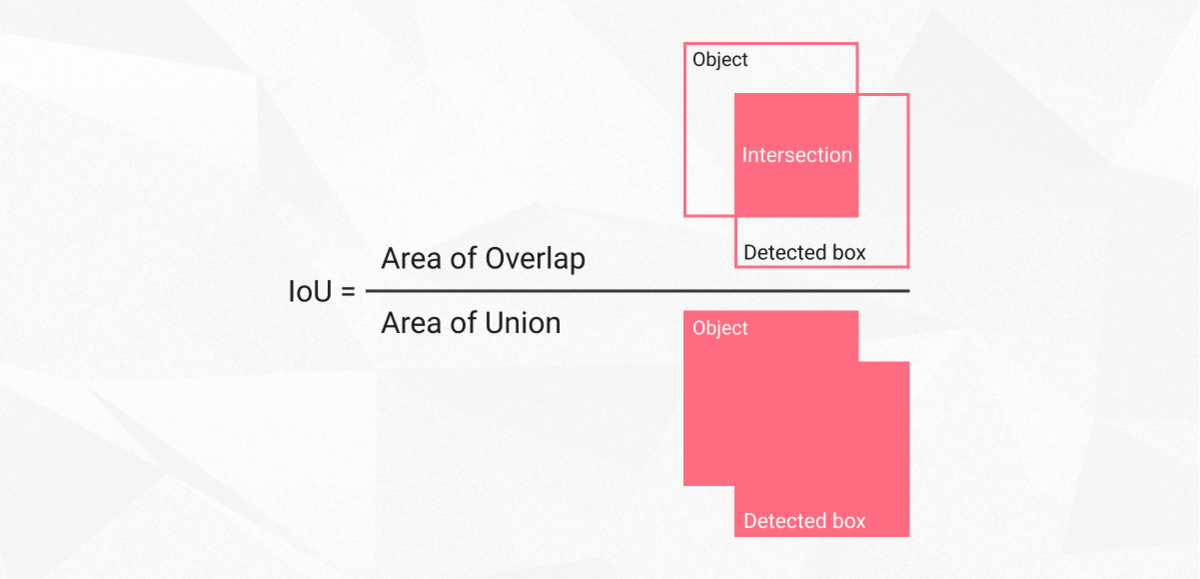 Object
Intersection
Detected box
Area of Overlap
IoU =
Area of Union
Object
Detected box